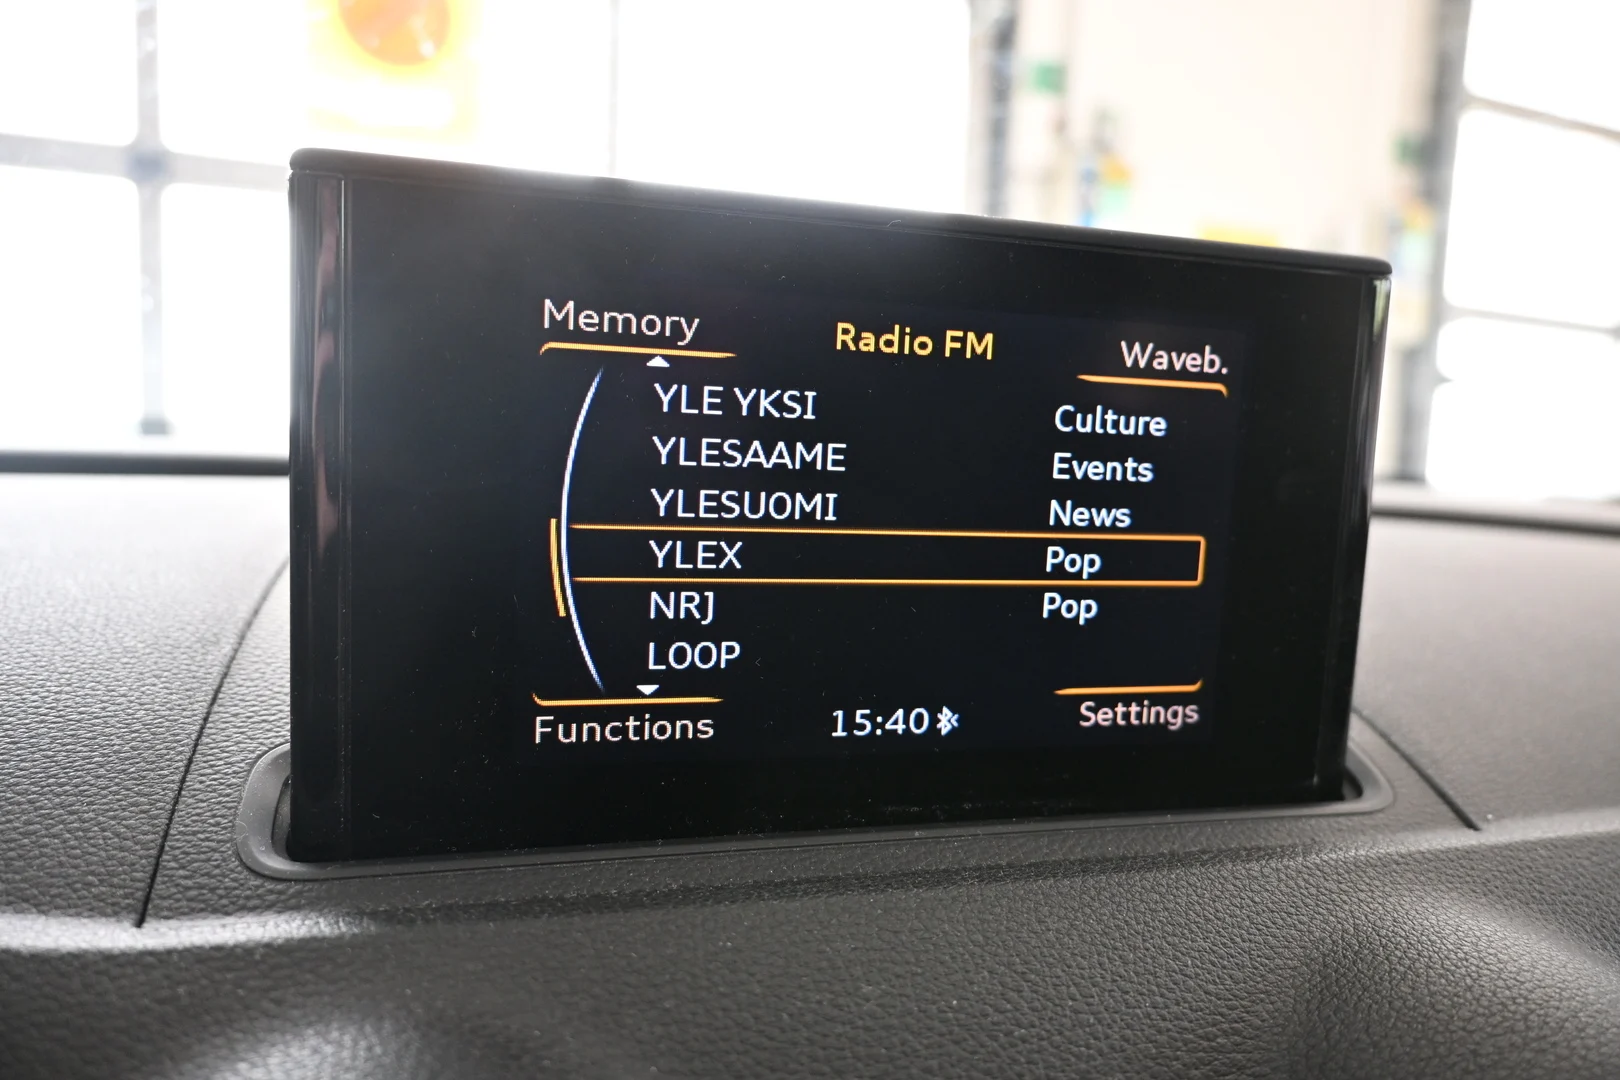 Memory Radio FM Waveb.
YLE YKSI Culture
YLESAAME Events
YLESUOMI News
YLEX Pop
NRJ Pop
LOOP
Functions 15:40 Settings